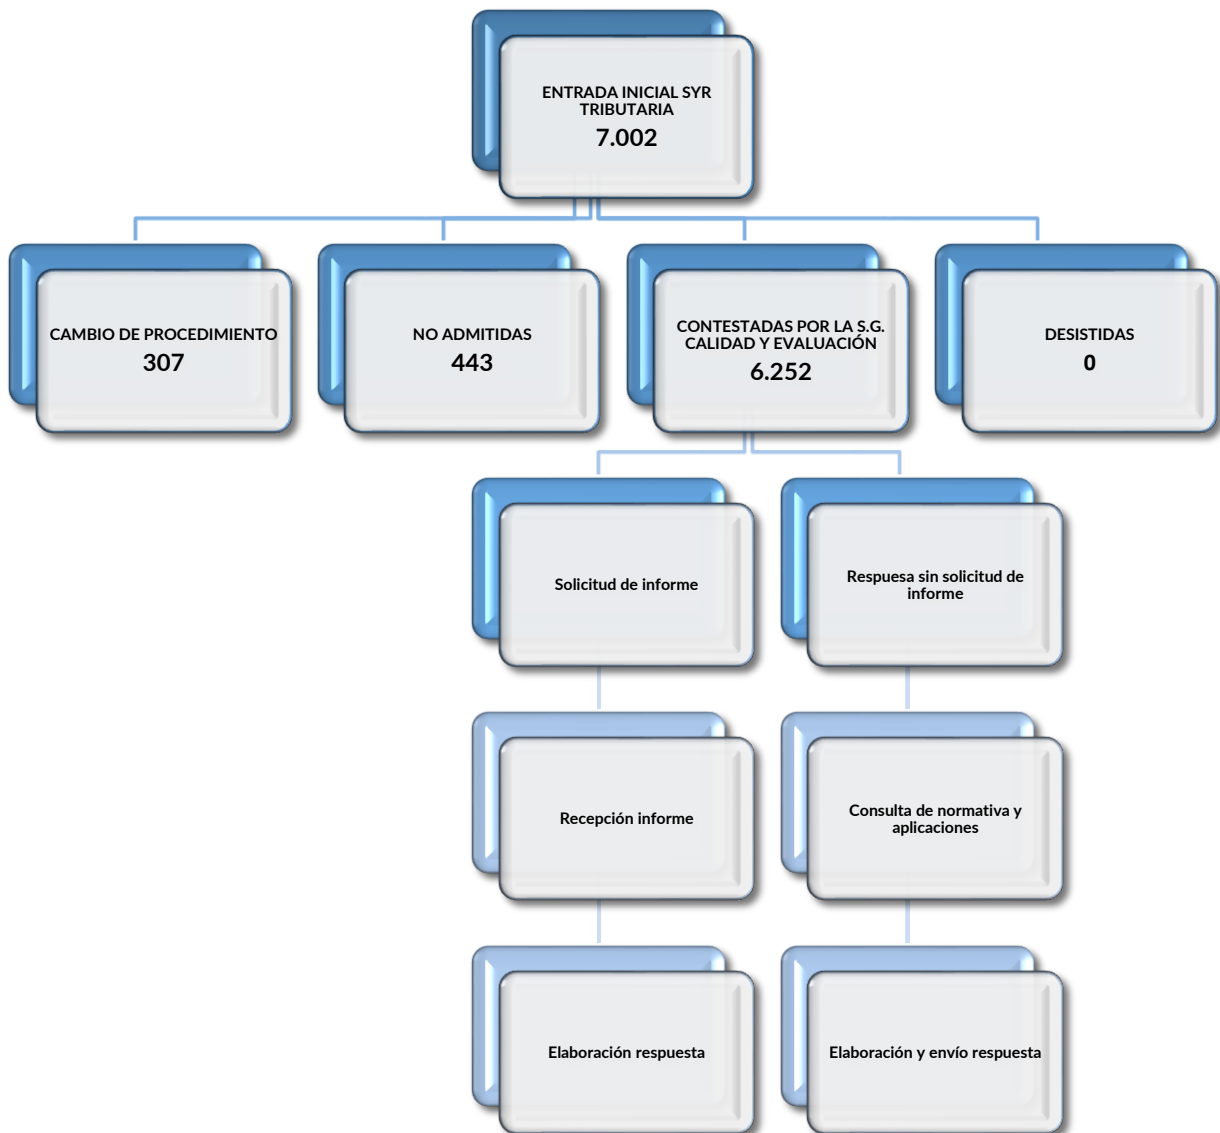 ENTRADA INICIAL SYR
TRIBUTARIA
7.002
CAMBIO DE PROCEDIMIENTO
307
NO ADMITIDAS
443
CONTESTADAS POR LA S.G.
CALIDAD Y EVALUACIÓN
6.252
DESISTIDAS
0
Solicitud de informe
Respuesa sin solicitud de
informe
Recepción informe
Consulta de normativa y
aplicaciones
Elaboración respuesta
Elaboración y envío respuesta